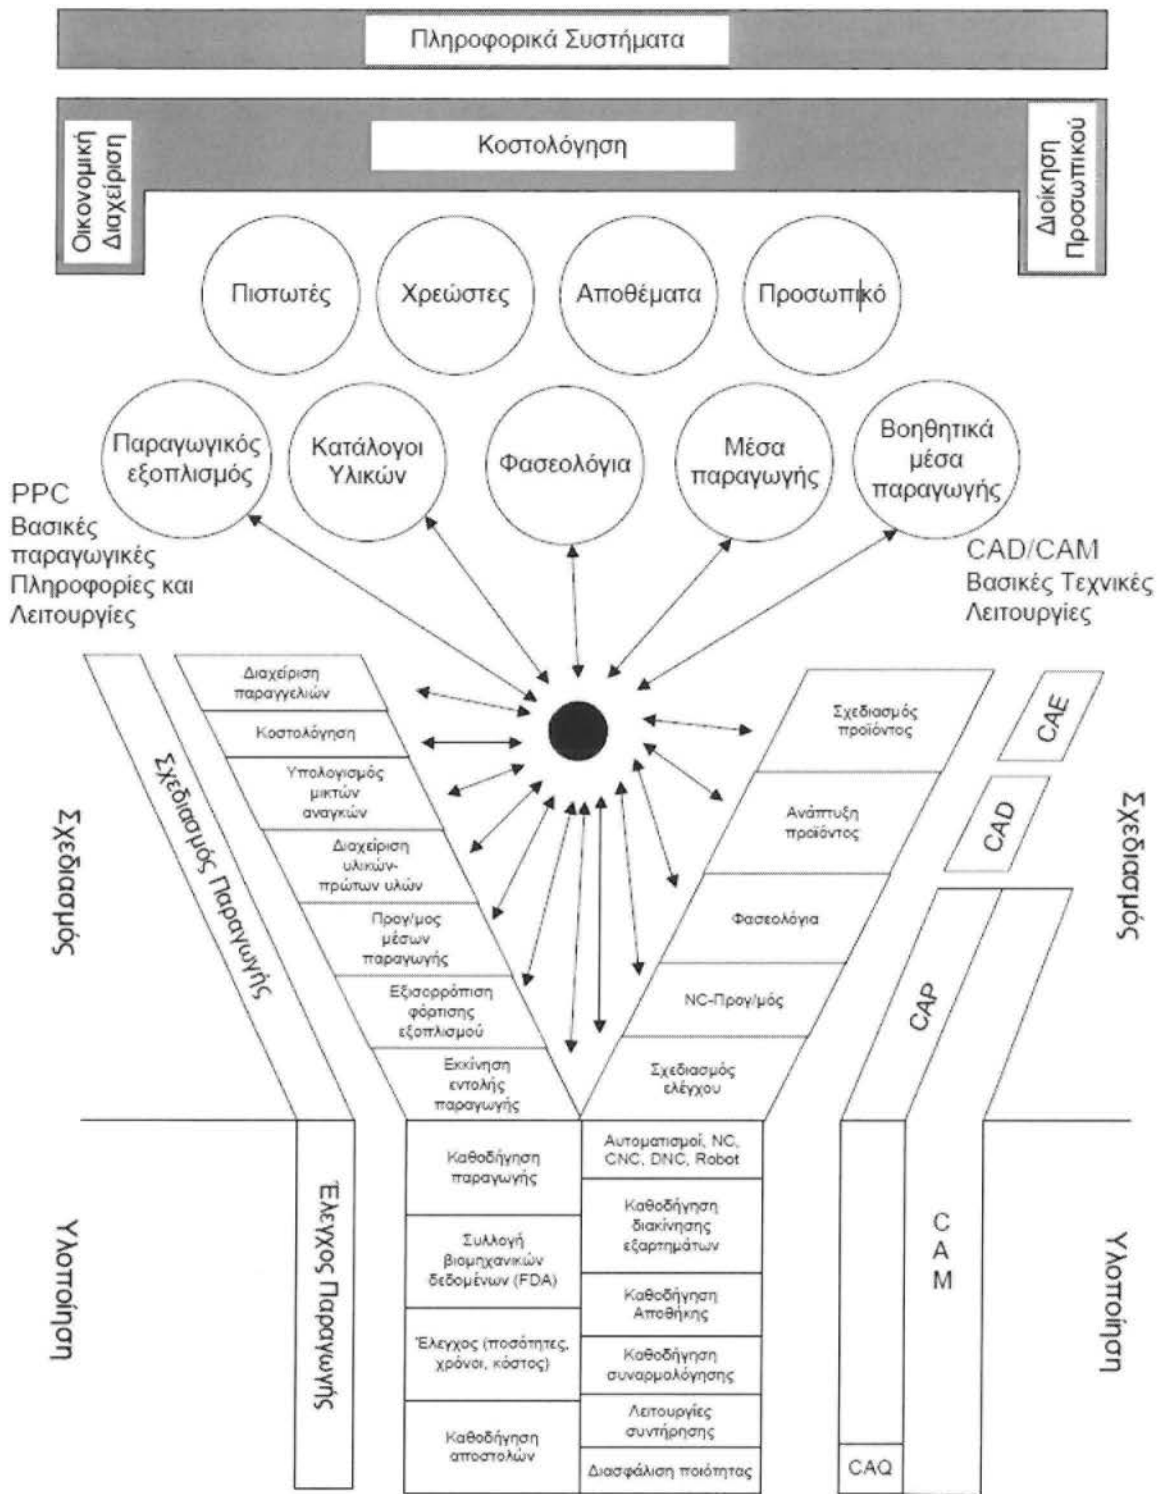 Πληροφορικά Συστήματα
Οικονομική
Διαχείριση
Κοστολόγηση
Διοίκηση
Προσωπικού
Πιστωτές
Χρεώστες
Αποθέματα
Προσωπικό
Παραγωγικός
εξοπλισμός
Κατάλογοι
Υλικών
Φασεολόγια
Μέσα
παραγωγής
Βοηθητικά
μέσα
παραγωγής
PPC
Βασικές
παραγωγικές
Πληροφορίες και
Λειτουργίες
CAD/CAM
Βασικές Τεχνικές
Λειτουργίες
Σχεδιασμός
Σχεδιασμός Παραγωγής
Διαχείριση
παραγγελιών
Κοστολόγηση
Υπολογισμός
μικτών
αναγκών
Διαχείριση
υλικών-
πρώτων υλών
Προγ/μος
μέσων
παραγωγής
Εξισορρόπιση
φόρτισης
εξοπλισμού
Εκκίνηση
εντολής
παραγωγής
Σχεδιασμός
προϊόντος
Ανάπτυξη
προϊόντος
Φασεολόγια
NC-Προγ/μός
Σχεδιασμός
ελέγχου
CAE
CAD
CAP
Σχεδιασμός
Υλοποίηση
Έλεγχος Παραγωγής
Καθοδήγηση
παραγωγής
Συλλογή
βιομηχανικών
δεδομένων (FDA)
Έλεγχος (ποσότητες,
χρόνοι, κόστος)
Καθοδήγηση
αποστολών
Αυτοματισμοί, NC,
CNC, DNC, Robot
Καθοδήγηση
διακίνησης
εξαρτημάτων
Καθοδήγηση
Αποθήκης
Καθοδήγηση
συναρμολόγησης
Λειτουργίες
συντήρησης
Διασφάλιση ποιότητας
CAQ
C
A
M
Υλοποίηση